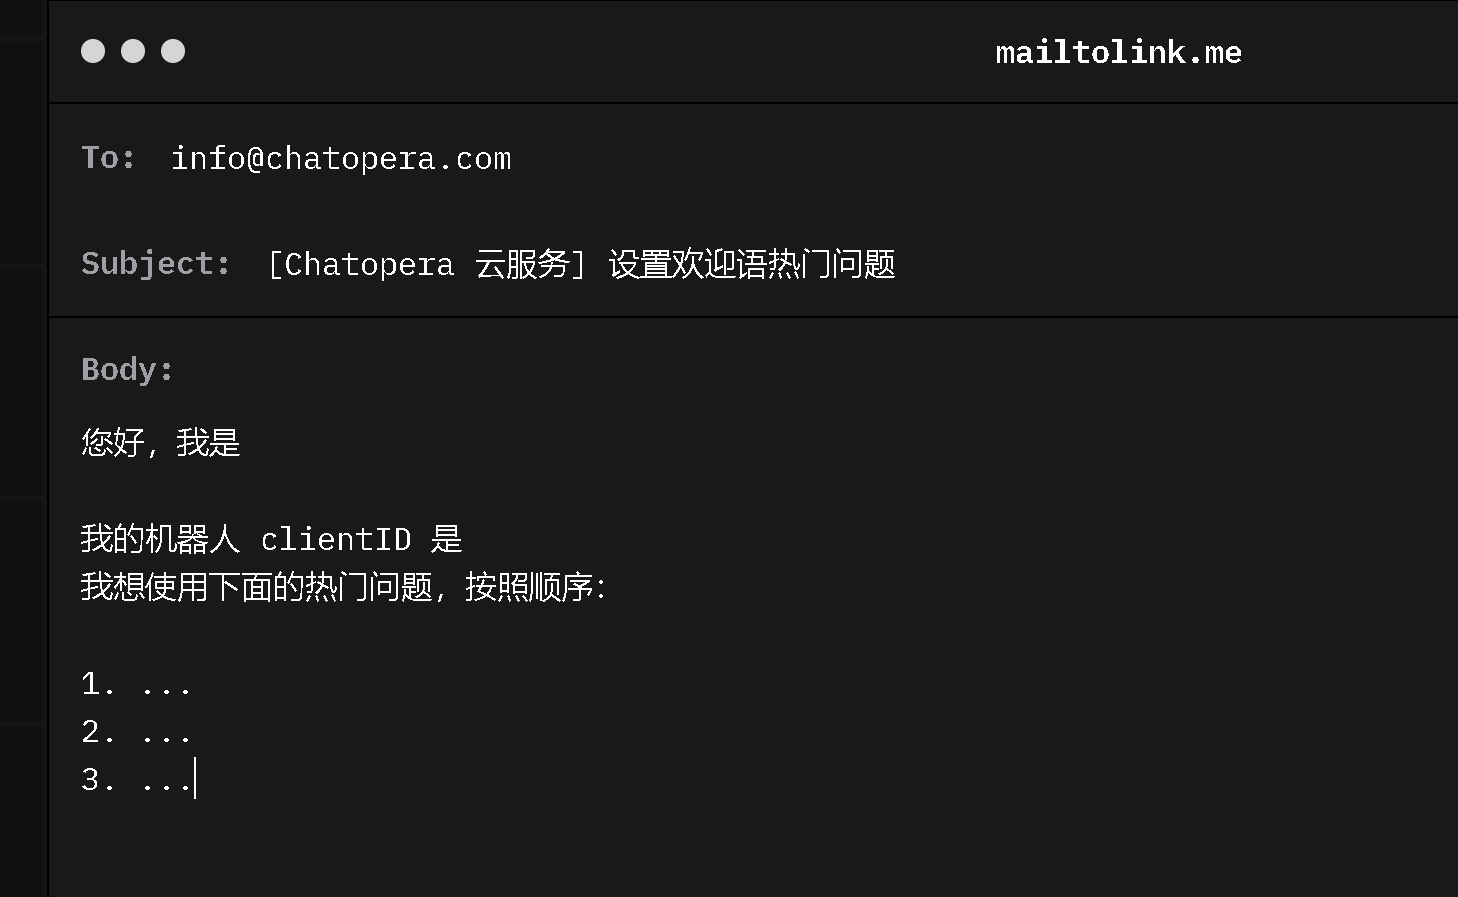 mailtolink.me
To: info@chatopera.com
Subject: [Chatopera 云服务] 设置欢迎语热门问题
Body:
您好，我是
我的机器人 clientID 是
我想使用下面的热门问题，按照顺序：
1. ...
2. ...
3. ...